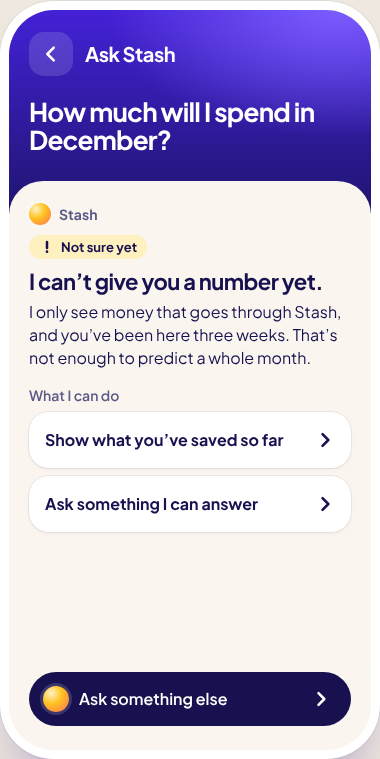 Ask Stash
How much will I spend in
December?
Stash
! Not sure yet
I can’t give you a number yet.
I only see money that goes through Stash,
and you’ve been here three weeks. That’s
not enough to predict a whole month.
What I can do
Show what you’ve saved so far
Ask something I can answer
Ask something else